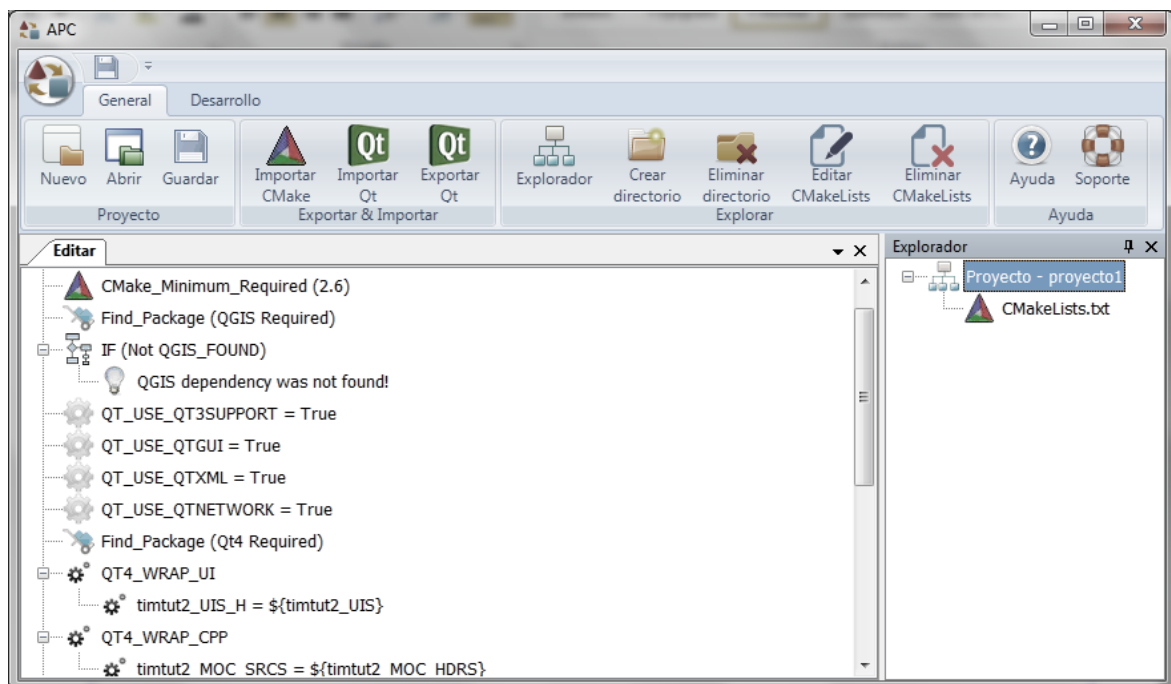 APC
General Desarrollo
Nuevo Abrir Guardar
Proyecto
Importar CMake
Qt
Importar Qt
Qt
Exportar Qt
Exportar & Importar
Explorador
Crear directorio
Eliminar directorio
Editar CMakeLists
Eliminar CMakeLists
Explorar
Ayuda Soporte
Ayuda
Editar
CMake_Minimum_Required (2.6)
Find_Package (QGIS Required)
IF (Not QGIS_FOUND)
QGIS dependency was not found!
QT_USE_QT3SUPPORT = True
QT_USE_QTGUI = True
QT_USE_QTXML = True
QT_USE_QTNETWORK = True
Find_Package (Qt4 Required)
QT4_WRAP_UI
timtut2_UIS_H = ${timtut2_UIS}
QT4_WRAP_CPP
timtut2_MOC_SRCS = ${timtut2_MOC_HDRS}
Explorador
Proyecto - proyecto1
CMakeLists.txt